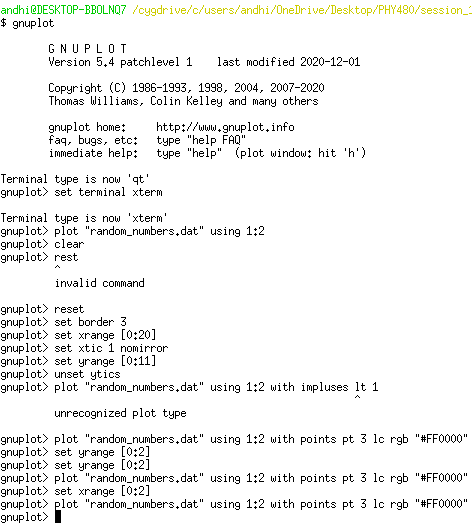 andhi@DESKTOP-BBOLNQ7 /cygdrive/c/users/andhi/OneDrive/Desktop/PHY480/session_1
$ gnuplot
G N U P L O T
Version 5.4 patchlevel 1    last modified 2020-12-01
Copyright (C) 1986-1993, 1998, 2004, 2007-2020
Thomas Williams, Colin Kelley and many others
gnuplot home:     http://www.gnuplot.info
faq, bugs, etc:   type "help FAQ"
immediate help:   type "help"  (plot window: hit 'h')
Terminal type is now 'qt'
gnuplot> set terminal xterm
Terminal type is now 'xterm'
gnuplot> plot "random_numbers.dat" using 1:2
gnuplot> clear
gnuplot> rest
^
invalid command
gnuplot> reset
gnuplot> set border 3
gnuplot> set xrange [0:20]
gnuplot> set xtic 1 nomirror
gnuplot> set yrange [0:11]
gnuplot> unset ytics
gnuplot> plot "random_numbers.dat" using 1:2 with impluses lt 1
^
unrecognized plot type
gnuplot> plot "random_numbers.dat" using 1:2 with points pt 3 lc rgb "#FF0000"
gnuplot> set yrange [0:2]
gnuplot> set yrange [0:2]
gnuplot> plot "random_numbers.dat" using 1:2 with points pt 3 lc rgb "#FF0000"
gnuplot> set xrange [0:2]
gnuplot> plot "random_numbers.dat" using 1:2 with points pt 3 lc rgb "#FF0000"
gnuplot>